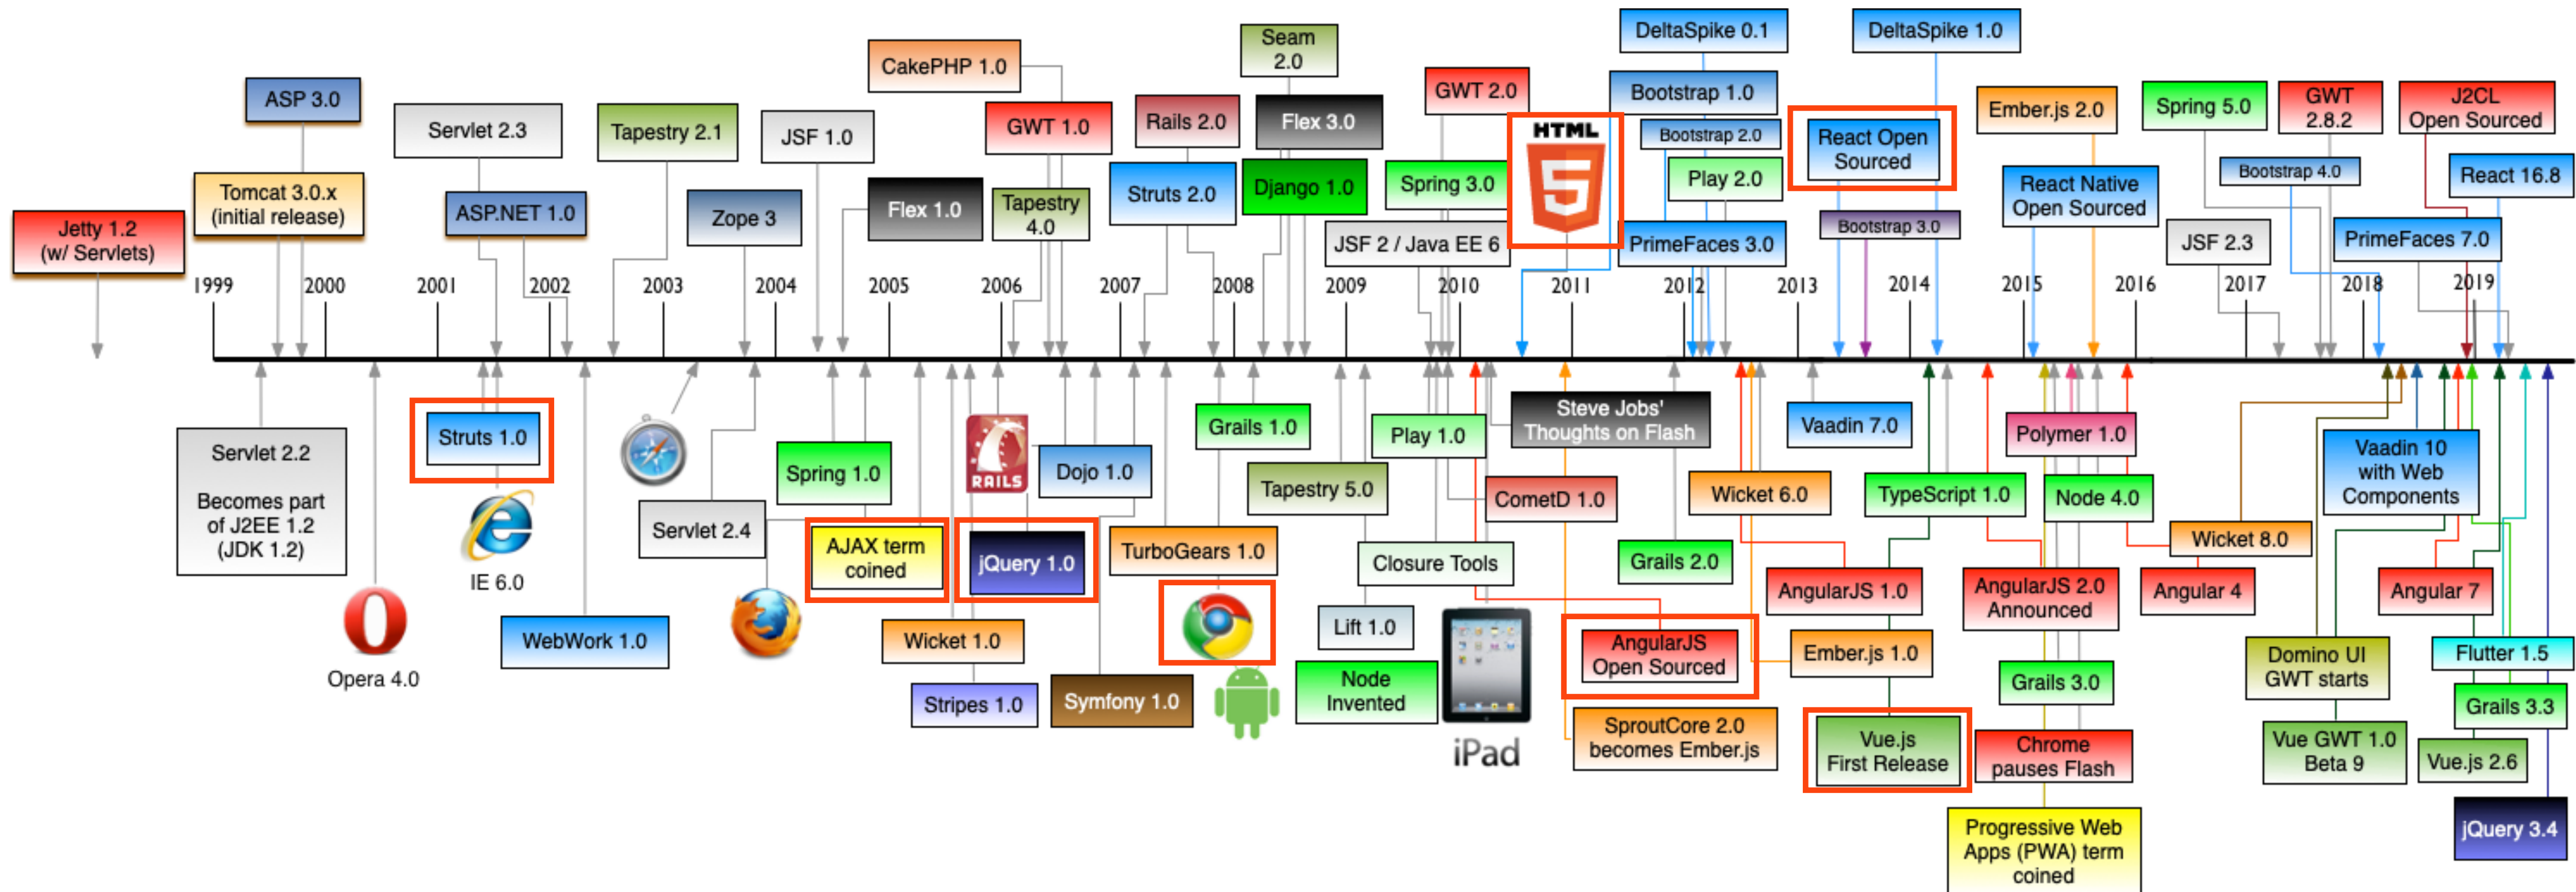 DeltaSpike 0.1
DeltaSpike 1.0
Seam
2.0
CakePHP 1.0
GWT 2.0
Bootstrap 1.0
ASP 3.0
Rails 2.0
Flex 3.0
Ember.js 2.0
Spring 5.0
GWT
2.8.2
J2CL
Open Sourced
Servlet 2.3
Tapestry 2.1
JSF 1.0
GWT 1.0
HTML
5
Bootstrap 2.0
React Open
Sourced
Tomcat 3.0.x
(initial release)
Tapestry
4.0
Struts 2.0
Django 1.0
Spring 3.0
Play 2.0
React Native
Open Sourced
Bootstrap 4.0
React 16.8
Jetty 1.2
(w/ Servlets)
ASP.NET 1.0
Zope 3
Flex 1.0
JSF 2 / Java EE 6
PrimeFaces 3.0
Bootstrap 3.0
JSF 2.3
PrimeFaces 7.0
1999
2000
2001
2002
2003
2004
2005
2006
2007
2008
2009
2010
2011
2012
2013
2014
2015
2016
2017
2018
2019
Servlet 2.2
Becomes part
of J2EE 1.2
(JDK 1.2)
Opera 4.0
Struts 1.0
IE 6.0
WebWork 1.0
Servlet 2.4
Spring 1.0
AJAX term
coined
Wicket 1.0
Stripes 1.0
RAILS
jQuery 1.0
Dojo 1.0
Symfony 1.0
Grails 1.0
TurboGears 1.0
Tapestry 5.0
Lift 1.0
Node
Invented
Play 1.0
Closure Tools
iPad
CometD 1.0
Steve Jobs'
Thoughts on Flash
AngularJS
Open Sourced
SproutCore 2.0
becomes Ember.js
Grails 2.0
Wicket 6.0
Vaadin 7.0
AngularJS 1.0
Ember.js 1.0
TypeScript 1.0
Vue.js
First Release
AngularJS 2.0
Announced
Polymer 1.0
Node 4.0
Grails 3.0
Chrome
pauses Flash
Progressive Web
Apps (PWA) term
coined
Angular 4
Wicket 8.0
Vaadin 10
with Web
Components
Angular 7
Domino UI
GWT starts
Vue GWT 1.0
Beta 9
Flutter 1.5
Grails 3.3
Vue.js 2.6
jQuery 3.4